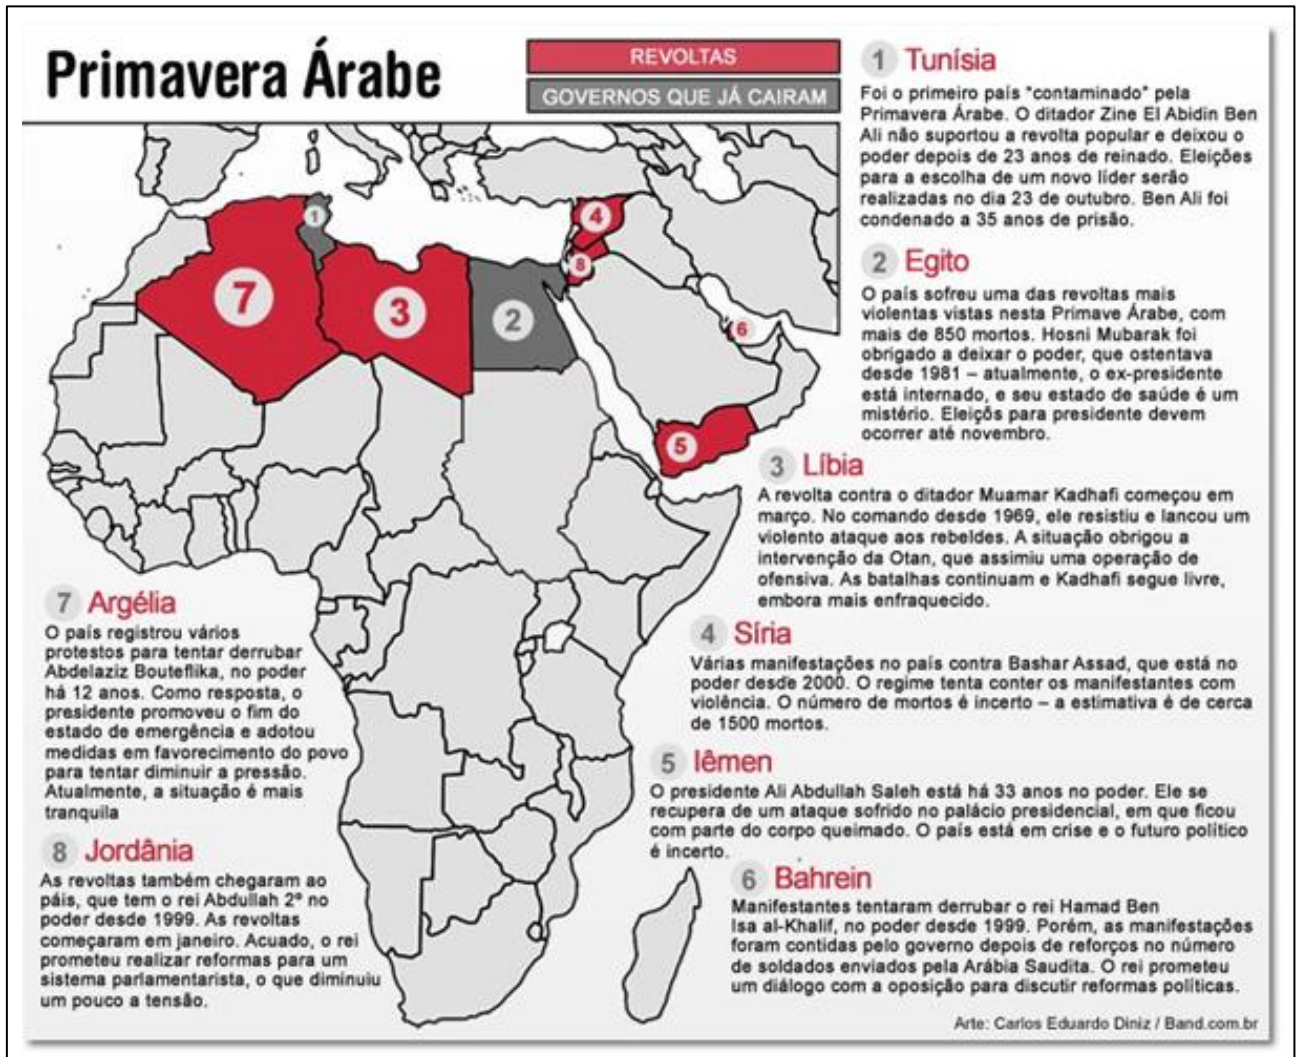 Primavera Árabe
REVOLTAS
GOVERNOS QUE JÁ CAIRAM
1 Tunísia
Foi o primeiro país "contaminado" pela
Primavera Árabe. O ditador Zine El Abidin Ben
Ali não suportou a revolta popular e deixou o
poder depois de 23 anos de reinado. Eleições
para a escolha de um novo líder serão
realizadas no dia 23 de outubro. Ben Ali foi
condenado a 35 anos de prisão.
2 Egito
O país sofreu uma das revoltas mais
violentas vistas nesta Primave Árabe, com
mais de 850 mortos. Hosni Mubarak foi
obrigado a deixar o poder, que ostentava
desde 1981 – atualmente, o ex-presidente
está internado, e seu estado de saúde é um
mistério. Eleiçõs para presidente devem
ocorrer até novembro.
3 Líbia
A revolta contra o ditador Muamar Kadhafi começou em
março. No comando desde 1969, ele resistiu e lancou um
violento ataque aos rebeldes. A situação obrigou a
intervenção da Otan, que assimiu uma operação de
ofensiva. As batalhas continuam e Kadhafi segue livre,
embora mais enfraquecido.
4 Síria
Várias manifestações no país contra Bashar Assad, que está no
poder desde 2000. O regime tenta conter os manifestantes com
violência. O número de mortos é incerto – a estimativa é de cerca
de 1500 mortos.
5 Iêmen
O presidente Ali Abdullah Saleh está há 33 anos no poder. Ele se
recupera de um ataque sofrido no palácio presidencial, em que ficou
com parte do corpo queimado. O país está em crise e o futuro político
é incerto.
6 Bahrein
Manifestantes tentaram derrubar o rei Hamad Ben
Isa al-Khalif, no poder desde 1999. Porém, as manifestações
foram contidas pelo governo depois de reforços no número
de soldados enviados pela Arábia Saudita. O rei prometeu
um diálogo com a oposição para discutir reformas políticas.
7 Argélia
O país registrou vários
protestos para tentar derrubar
Abdelaziz Bouteflika, no poder
há 12 anos. Como resposta, o
presidente promoveu o fim do
estado de emergência e adotou
medidas em favorecimento do povo
para tentar diminuir a pressão.
Atualmente, a situação é mais
tranquila
8 Jordânia
As revoltas também chegaram ao
páis, que tem o rei Abdullah 2º no
poder desde 1999. As revoltas
começaram em janeiro. Acuado, o rei
prometeu realizar reformas para um
sistema parlamentarista, o que diminuiu
um pouco a tensão.
1
4
8
7
3
2
6
5
Arte: Carlos Eduardo Diniz / Band.com.br